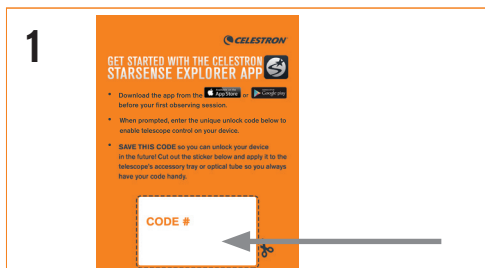 1
CELESTRON
GET STARTED WITH THE CELESTRON
STARSENSE EXPLORER APP
• Download the app from the App Store or Google play
before your first observing session.
• When prompted, enter the unique unlock code below to
enable telescope control on your device.
• SAVE THIS CODE so you can unlock your device
in the future! Cut out the sticker below and apply it to the
telescope's accessory tray or optical tube so you always
have your code handy.
CODE #